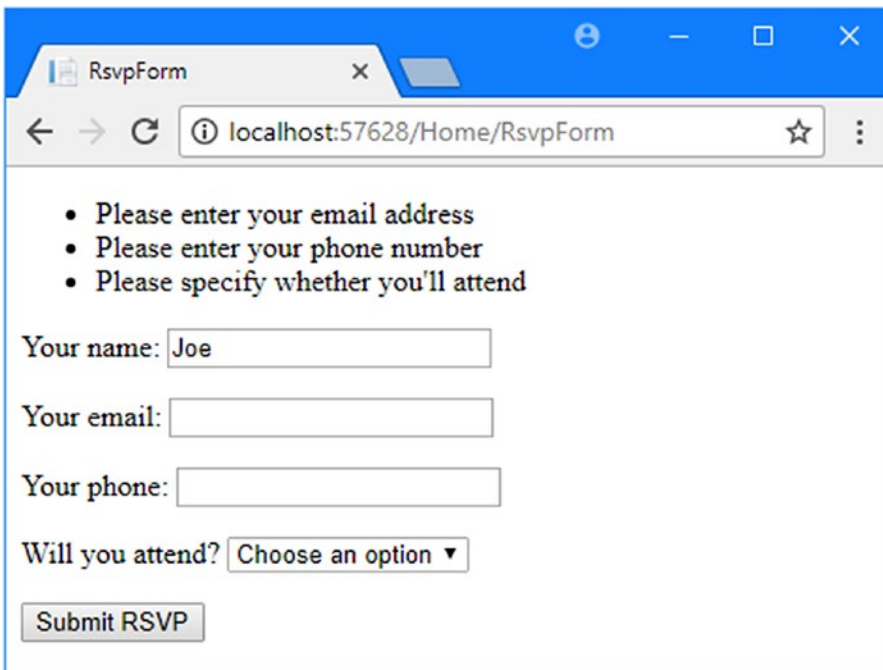 RsvpForm
localhost:57628/Home/RsvpForm
Please enter your email address
Please enter your phone number
Please specify whether you'll attend
Your name: Joe
Your email:
Your phone:
Will you attend? Choose an option
Submit RSVP